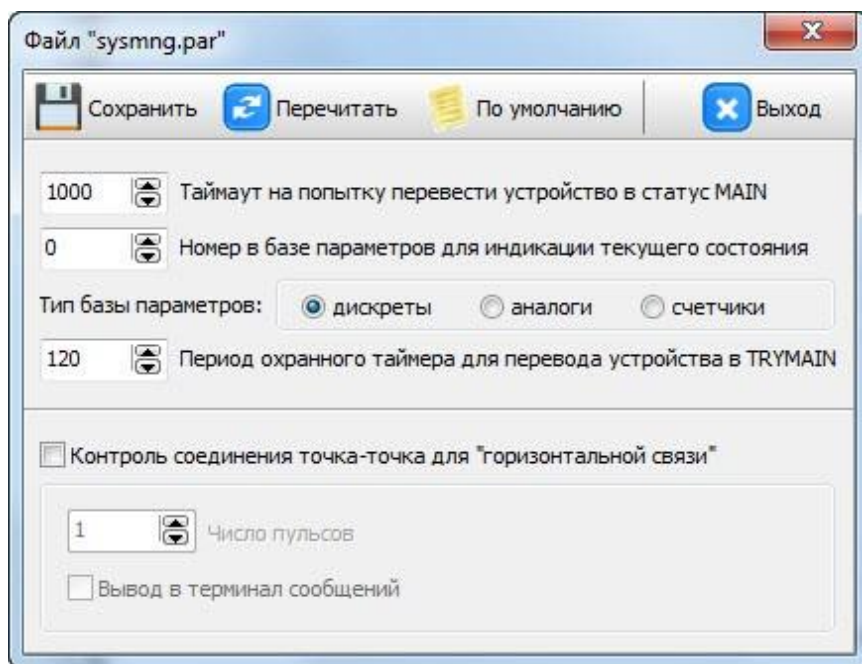 Файл "sysmng.par"
Сохранить Перечитать По умолчанию Выход
1000 Таймаут на попытку перевести устройство в статус MAIN
0 Номер в базе параметров для индикации текущего состояния
Тип базы параметров: дискреты аналоги счетчики
120 Период охранного таймера для перевода устройства в TRYMAIN
Контроль соединения точка-точка для "горизонтальной связи"
1 Число пульсов
Вывод в терминал сообщений